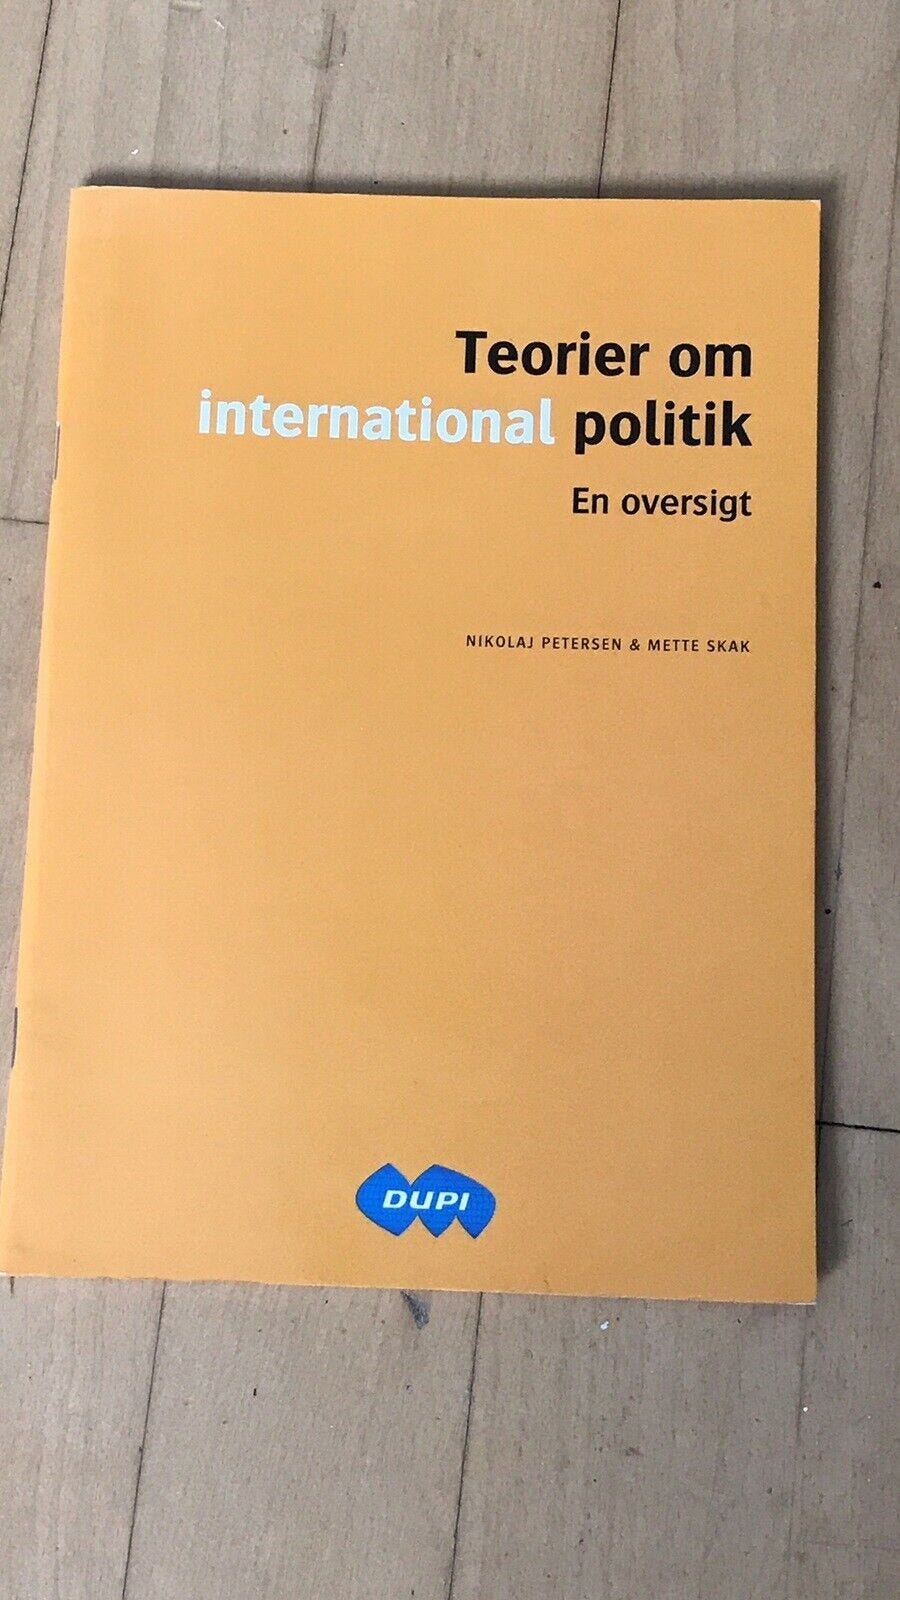 Teorier om
international politik
En oversigt
NIKOLAJ PETERSEN & METTE SKAK
DUPI